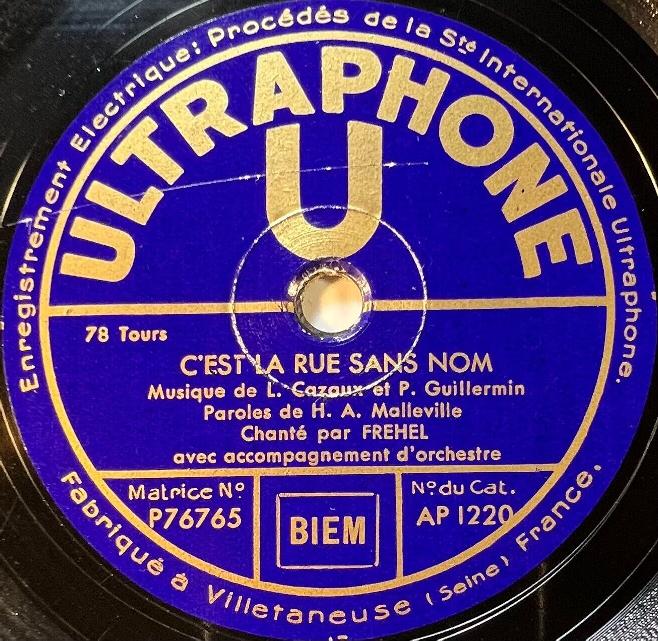 Enregistrement Electrique: Procédés de la Sté Internationale Ultraphone.
ULTRAPHONE
U
78 Tours
C'EST LA RUE SANS NOM
Musique de L. Cazaux et P. Guillermin
Paroles de H. A. Malleville
Chanté par FREHEL
avec accompagnement d'orchestre
Matrice Nº
P76765
BIEM
Nº du Cat.
AP 1220
Fabriqué à Villetaneuse (Seine) France.